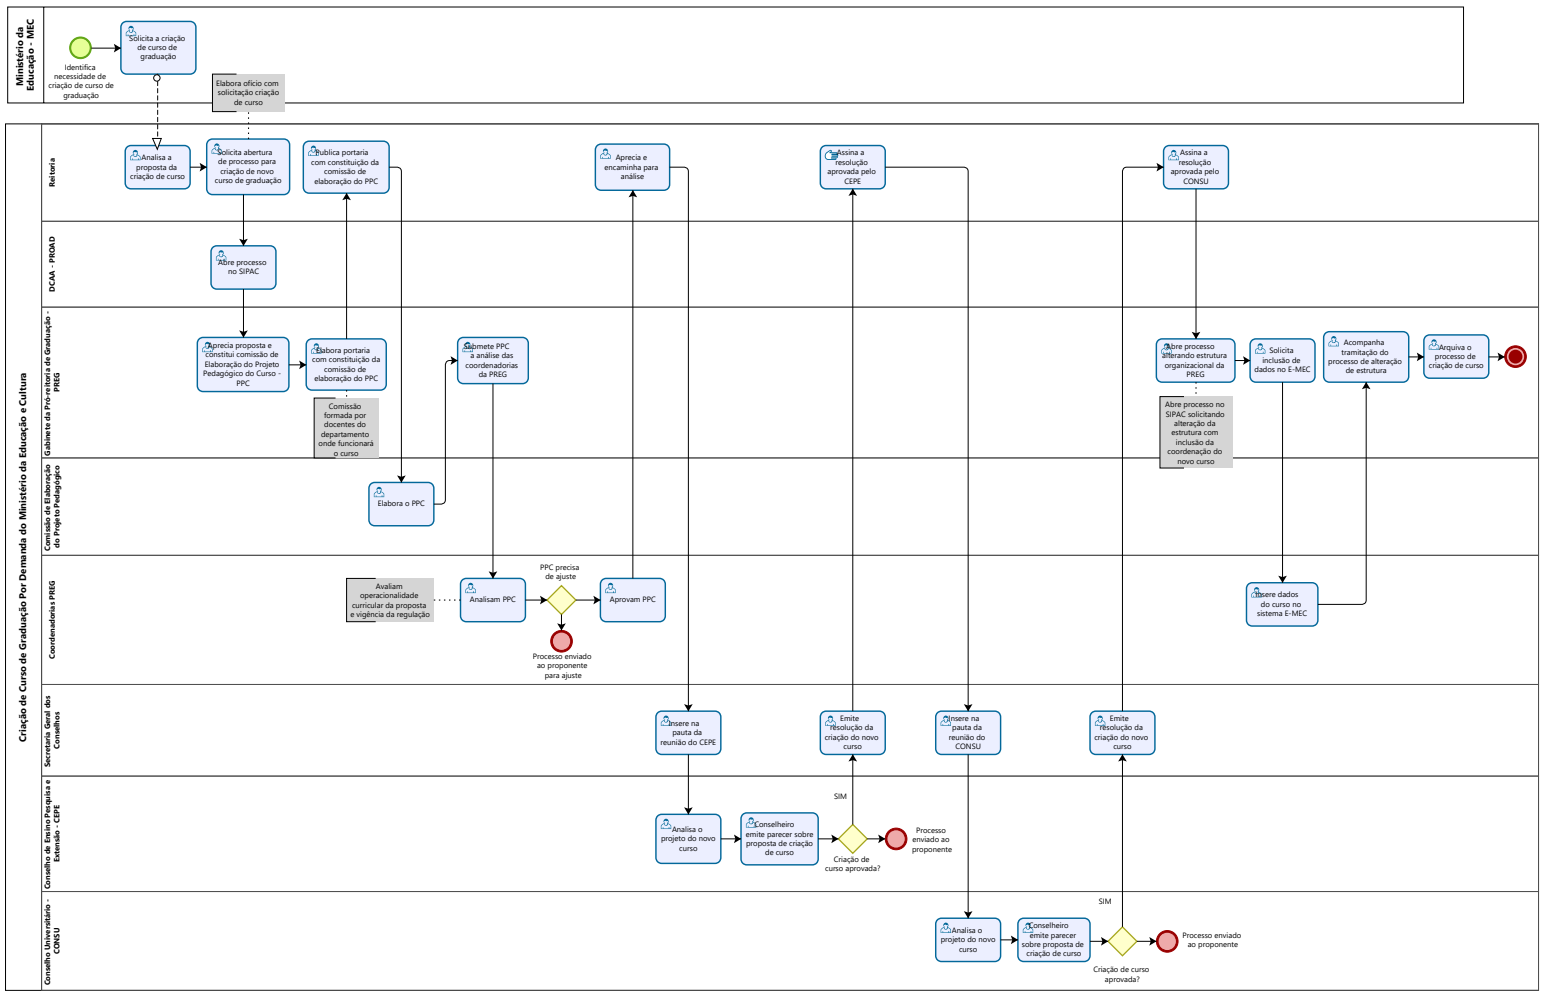 Ministério da
Educação - MEC
Identifica
necessidade de
criação de curso de
graduação
Solicita a criação
de curso de
graduação
Elabora ofício com
solicitação criação
de curso
Criação de Curso de Graduação Por Demanda do Ministério da Educação e Cultura
Reitoria
Analisa a
proposta da
criação de curso
Solicita abertura
de processo para
criação de novo
curso de graduação
Publica portaria
com constituição da
comissão de
elaboração do PPC
Aprecia e
encaminha para
análise
Assina a
resolução
aprovada pelo
CEPE
Assina a
resolução
aprovada pelo
CONSU
DCAA - PROAD
Abre processo
no SIPAC
Gabinete da Pró-reitoria de Graduação -
PREG
Aprecia proposta e
constitui comissão de
Elaboração do Projeto
Pedagógico do Curso -
PPC
Elabora portaria
com constituição da
comissão de
elaboração do PPC
Comissão
formada por
docentes do
departamento
onde funcionará
o curso
Submete PPC
a análise das
coordenadorias
da PREG
Abre processo
alterando estrutura
organizacional da
PREG
Abre processo no
SIPAC solicitando
alteração da
estrutura com
inclusão da
coordenação do
novo curso
Solicita
inclusão de
dados no E-MEC
Acompanha
tramitação do
processo de alteração
de estrutura
Arquiva o
processo de
criação de curso
Comissão de Elaboração
do Projeto Pedagógico
Elabora o PPC
Coordenadorias PREG
Avaliam
operacionalidade
curricular da proposta
e vigência da regulação
Analisam PPC
PPC precisa
de ajuste
Processo enviado
ao proponente
para ajuste
Aprovam PPC
Insere dados
do curso no
sistema E-MEC
Secretaria Geral dos
Conselhos
Insere na
pauta da
reunião do CEPE
Emite
resolução da
criação do novo
curso
Insere na
pauta da
reunião do
CONSU
Emite
resolução da
criação do novo
curso
Conselho de Ensino Pesquisa e
Extensão - CEPE
Analisa o
projeto do novo
curso
Conselheiro
emite parecer sobre
proposta de criação
de curso
SIM
Criação de
curso aprovada?
Processo
enviado ao
proponente
Conselho Universitário -
CONSU
Analisa o
projeto do novo
curso
Conselheiro
emite parecer
sobre proposta de
criação de curso
SIM
Criação de curso
aprovada?
Processo enviado
ao proponente